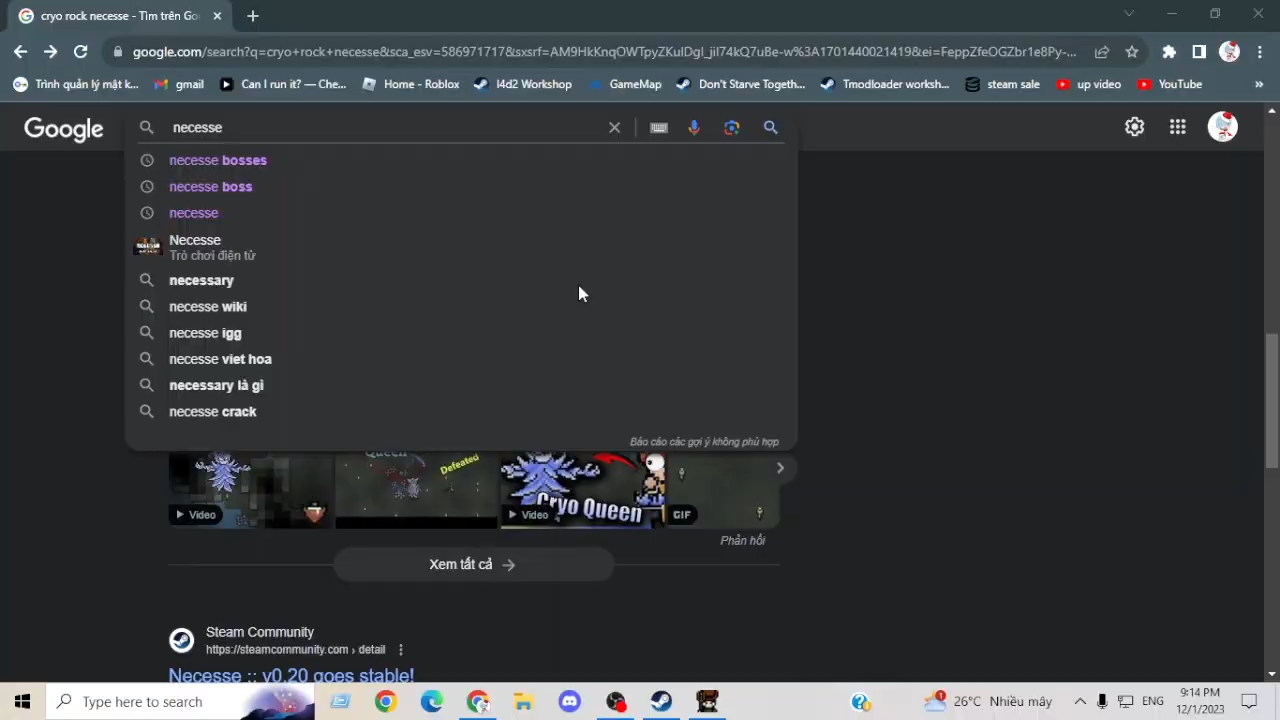 cryo rock necesse - Tìm trên Go
google.com/search?q=cryo+rock+necesse&sca_esv=586971717&sxsrf=AM9HkKnqOWTpyZKulDgl_jiI74kQ7uBe-w%3A1701440021419&ei=FeppZfeOGZbr1e8Py-...
Trình quản lý mật k...
gmail
Can I run it? — Che...
Home - Roblox
l4d2 Workshop
GameMap
Don't Starve Togeth...
Tmodloader worksh...
steam sale
up video
YouTube
»
Google
necesse
necesse bosses
necesse boss
necesse
Necesse
Trò chơi điện tử
necessary
necesse wiki
necesse igg
necesse viet hoa
necessary là gì
necesse crack
Báo cáo các gợi ý không phù hợp
Queen
Defeated
Cryo Queen
Video
Video
GIF
Phản hồi
Xem tất cả
Steam Community
https://steamcommunity.com › detail
Necesse :: v0.20 goes stable!
Type here to search
26°C Nhiều mây
ENG
9:14 PM
12/1/2023